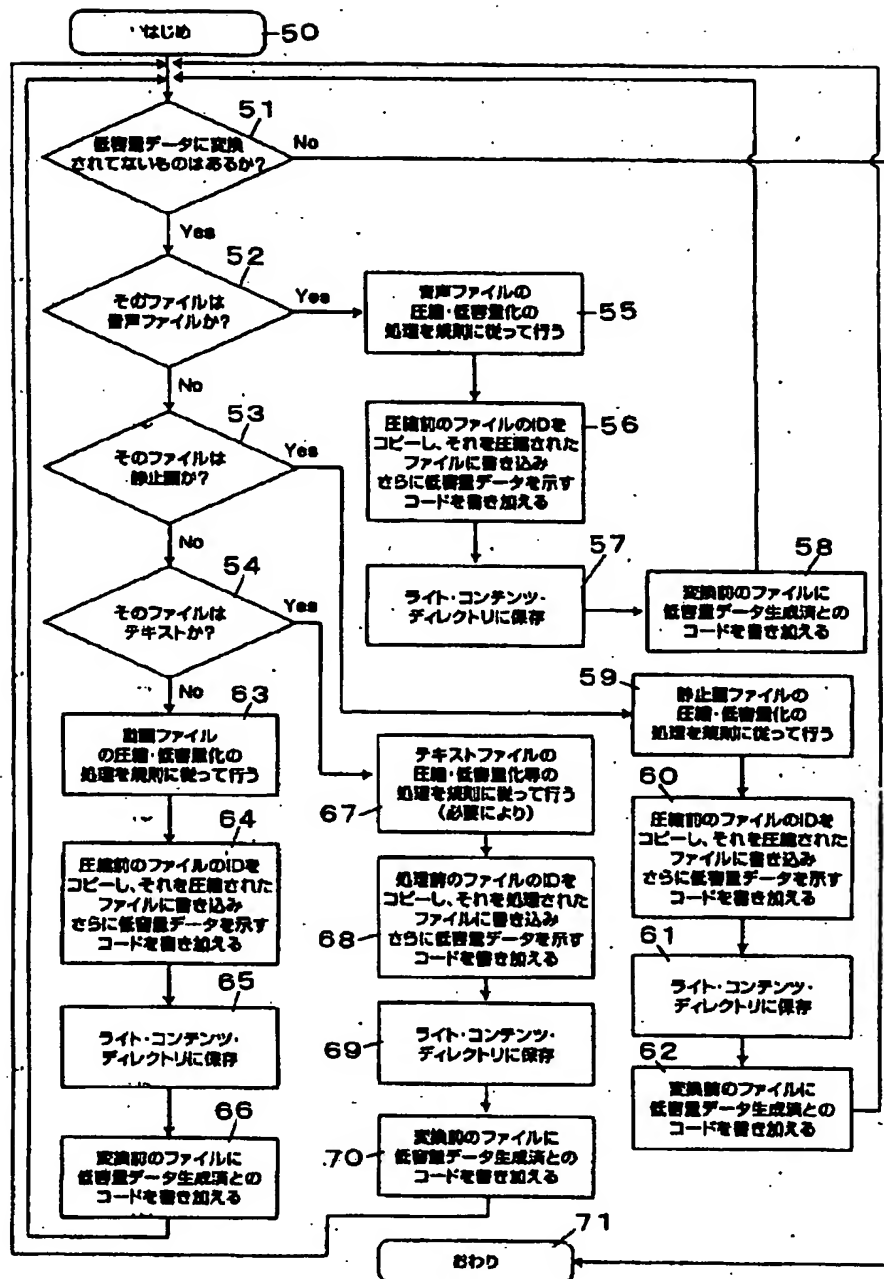 はじめ
50
51
低容量データに変換
されてないものはあるか？
No
Yes
52
そのファイルは
音声ファイルか？
Yes
音声ファイルの
圧縮・低容量化の
処理を規則に従って行う
55
No
圧縮前のファイルのIDを
コピーし、それを圧縮された
ファイルに書き込み
さらに低容量データを示す
コードを書き加える
56
53
そのファイルは
静止画か？
Yes
No
57
ライト・コンテンツ・
ディレクトリに保存
58
変換前のファイルに
低容量データ生成済との
コードを書き加える
54
そのファイルは
テキストか？
Yes
No
59
静止画ファイルの
圧縮・低容量化の
処理を規則に従って行う
63
動画ファイル
の圧縮・低容量化の
処理を規則に従って行う
テキストファイルの
圧縮・低容量化等の
処理を規則に従って行う
（必要により）
67
60
圧縮前のファイルのIDを
コピーし、それを圧縮された
ファイルに書き込み
さらに低容量データを示す
コードを書き加える
64
圧縮前のファイルのIDを
コピーし、それを圧縮された
ファイルに書き込み
さらに低容量データを示す
コードを書き加える
処理前のファイルのIDを
コピーし、それを処理された
ファイルに書き込み
さらに低容量データを示す
コードを書き加える
68
61
ライト・コンテンツ・
ディレクトリに保存
65
ライト・コンテンツ・
ディレクトリに保存
ライト・コンテンツ・
ディレクトリに保存
69
62
変換前のファイルに
低容量データ生成済との
コードを書き加える
66
変換前のファイルに
低容量データ生成済との
コードを書き加える
変換前のファイルに
低容量データ生成済との
コードを書き加える
70
71
おわり